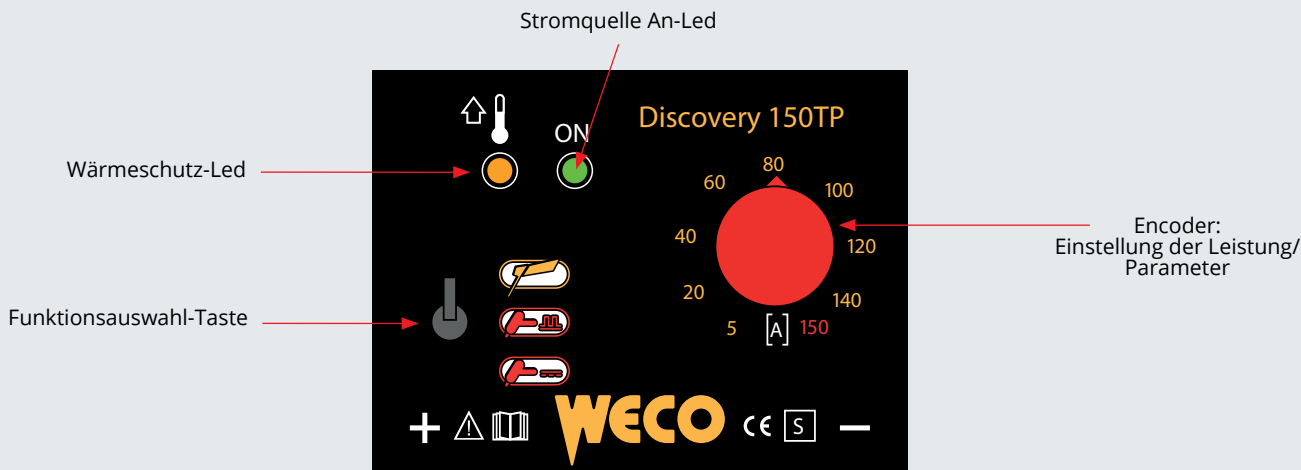 Stromquelle An-Led
Discovery 150TP
ON
Wärmeschutz-Led
80
60
100
Encoder:
Einstellung der Leistung/
Parameter
40
120
20
140
Funktionsauswahl-Taste
5
[A]
150
WECO
CE
S